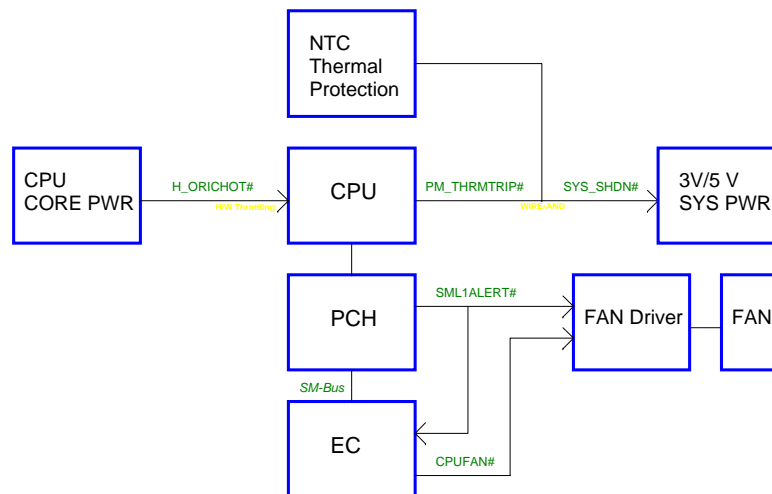 NTC
Thermal
Protection
CPU
CORE PWR
H_ORICHOT#
H/W Throttling
CPU
PM_THRMTRIP#
WIRE-AND
SYS_SHDN#
3V/5 V
SYS PWR
PCH
SML1ALERT#
FAN Driver
FAN
SM-Bus
EC
CPUFAN#